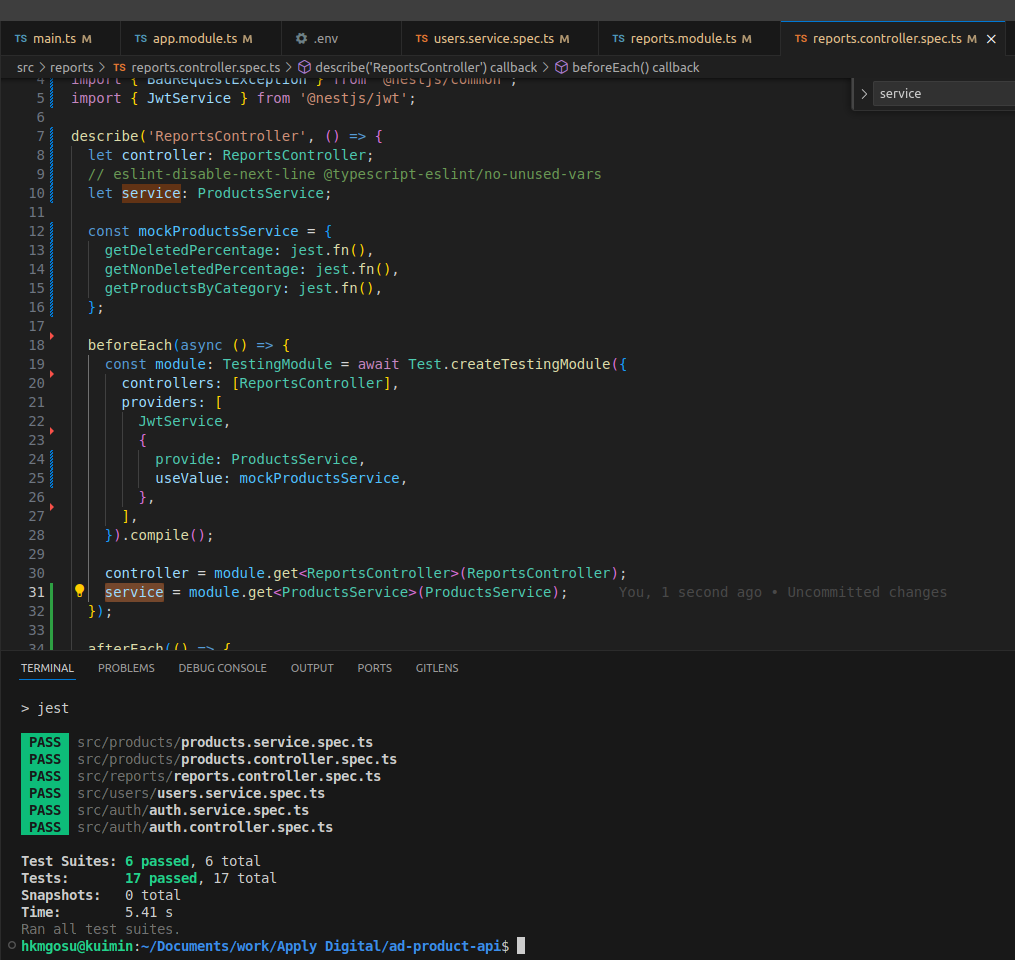 TS main.ts M TS app.module.ts M .env TS users.service.spec.ts M TS reports.module.ts M TS reports.controller.spec.ts M
src > reports > TS reports.controller.spec.ts > describe('ReportsController') callback > beforeEach() callback
service
4 import { BadRequestException } from '@nestjs/common';
5 import { JwtService } from '@nestjs/jwt';
6
7 describe('ReportsController', () => {
8 let controller: ReportsController;
9 // eslint-disable-next-line @typescript-eslint/no-unused-vars
10 let service: ProductsService;
11
12 const mockProductsService = {
13 getDeletedPercentage: jest.fn(),
14 getNonDeletedPercentage: jest.fn(),
15 getProductsByCategory: jest.fn(),
16 };
17
18 beforeEach(async () => {
19 const module: TestingModule = await Test.createTestingModule({
20 controllers: [ReportsController],
21 providers: [
22 JwtService,
23 {
24 provide: ProductsService,
25 useValue: mockProductsService,
26 },
27 ],
28 }).compile();
29
30 controller = module.get<ReportsController>(ReportsController);
31 service = module.get<ProductsService>(ProductsService); You, 1 second ago • Uncommitted changes
32 });
33
34 afterEach(() => {
TERMINAL PROBLEMS DEBUG CONSOLE OUTPUT PORTS GITLENS
> jest
PASS src/products/products.service.spec.ts
PASS src/products/products.controller.spec.ts
PASS src/reports/reports.controller.spec.ts
PASS src/users/users.service.spec.ts
PASS src/auth/auth.service.spec.ts
PASS src/auth/auth.controller.spec.ts
Test Suites: 6 passed, 6 total
Tests: 17 passed, 17 total
Snapshots: 0 total
Time: 5.41 s
Ran all test suites.
hkmgosu@kuimin:~/Documents/work/Apply Digital/ad-product-api$